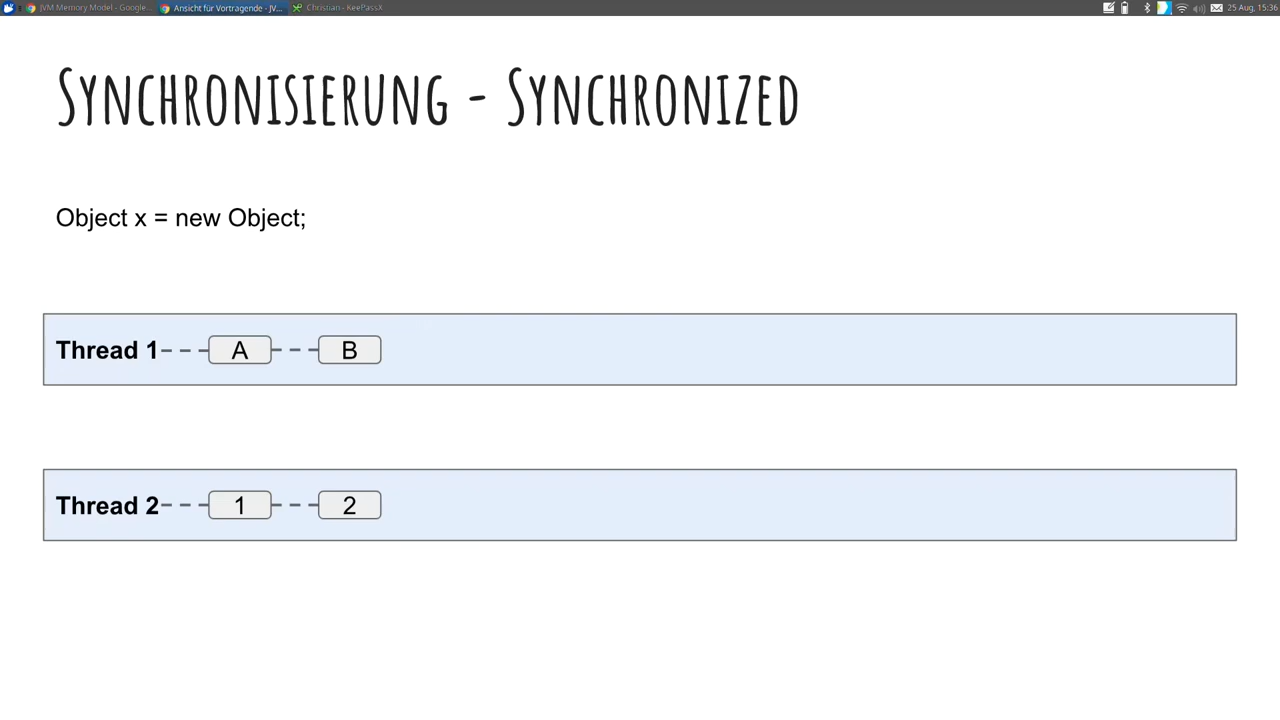 JVM Memory Model - Google...
Ansicht für Vortragende - JV...
Christian - KeePassX
25 Aug, 15:36
SYNCHRONISIERUNG - SYNCHRONIZED
Object x = new Object;
Thread 1 A B
Thread 2 1 2